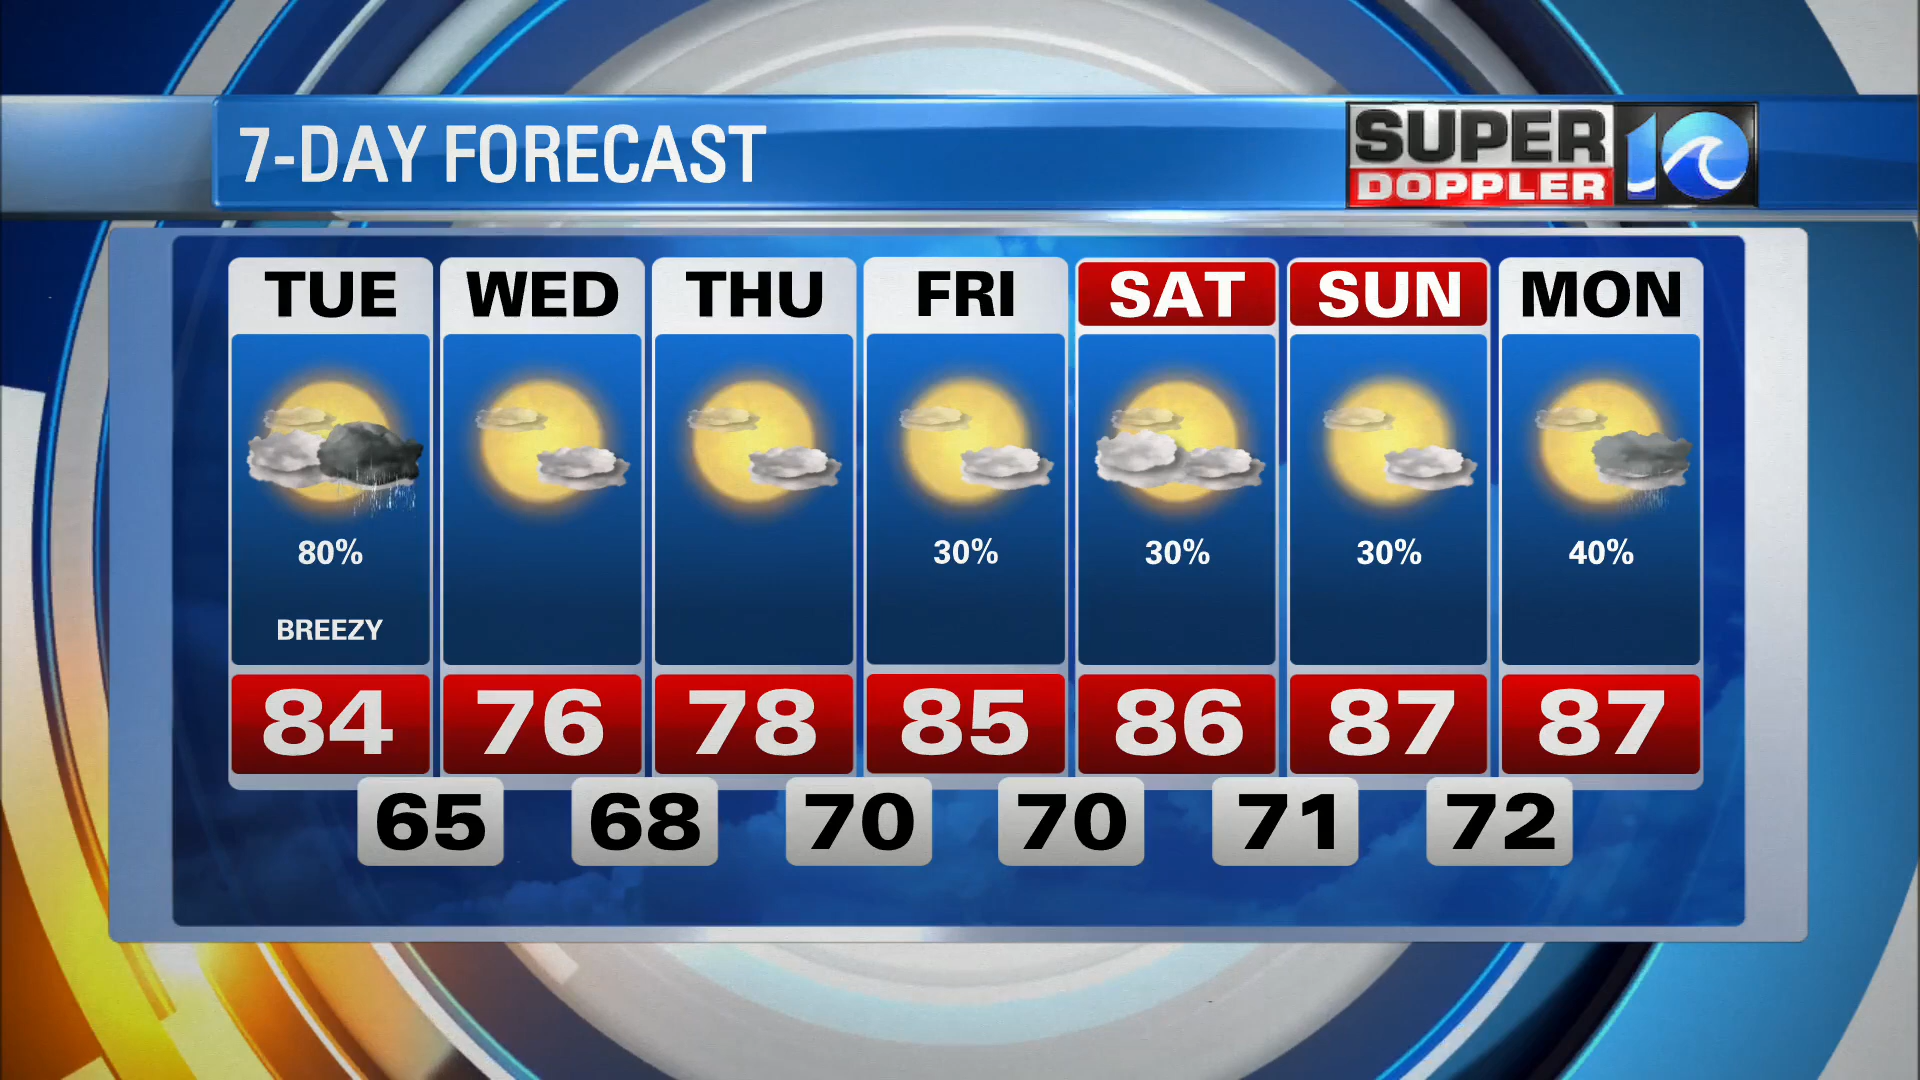 7-DAY FORECAST
SUPER
DOPPLER
10
TUE WED THU FRI SAT SUN MON
80% 30% 30% 30% 40%
BREEZY
84 76 78 85 86 87 87
65 68 70 70 71 72